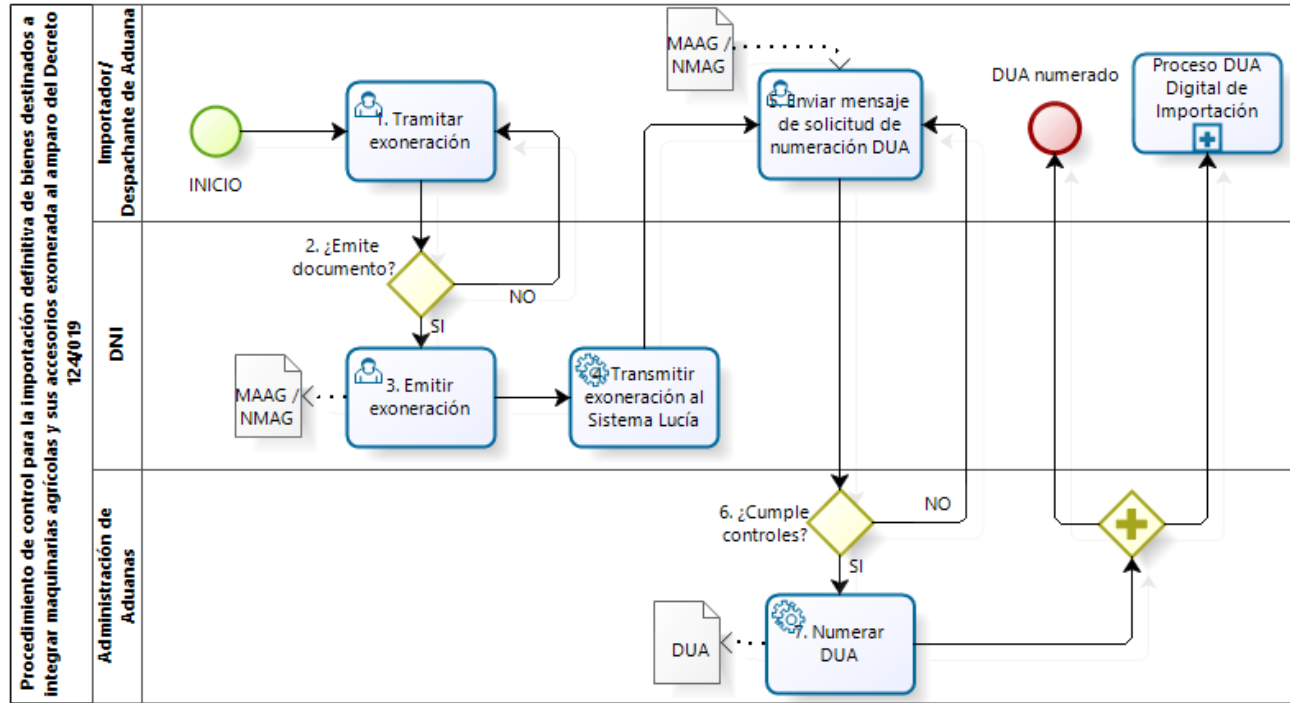 Procedimiento de control para la importación definitiva de bienes destinados a
integrar maquinarias agrícolas y sus accesorios exonerada al amparo del Decreto
124/019
Importador/
Despachante de Aduana
INICIO
1. Tramitar
exoneración
MAAG /
NMAG
5. Enviar mensaje
de solicitud de
numeración DUA
DUA numerado
Proceso DUA
Digital de
Importación
DNI
2. ¿Emite
documento?
NO
SI
MAAG /
NMAG
3. Emitir
exoneración
4. Transmitir
exoneración al
Sistema Lucía
Administración de
Aduanas
6. ¿Cumple
controles?
NO
SI
DUA
7. Numerar
DUA